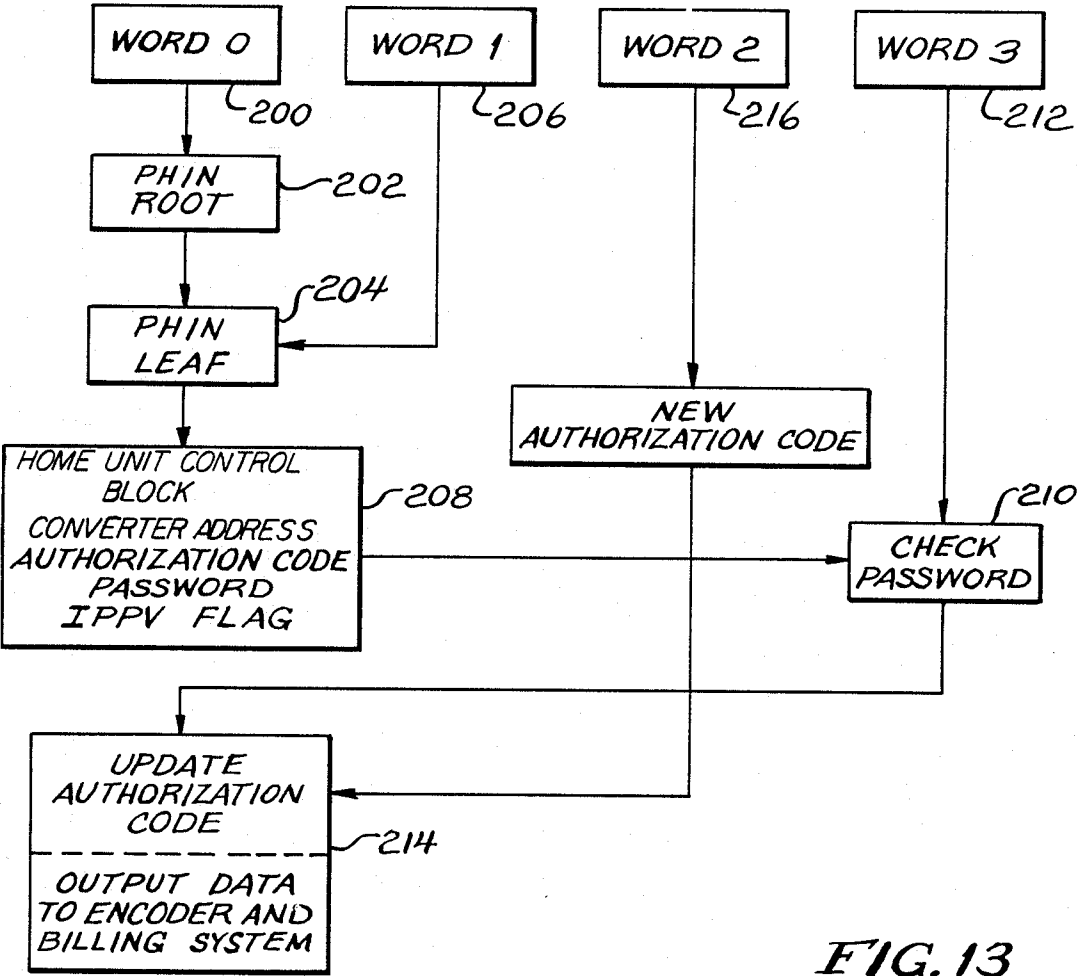 WORD 0
WORD 1
WORD 2
WORD 3
200
206
216
212
PHIN
ROOT
202
204
PHIN
LEAF
NEW
AUTHORIZATION CODE
HOME UNIT CONTROL
BLOCK
CONVERTER ADDRESS
AUTHORIZATION CODE
PASSWORD
IPPV FLAG
208
210
CHECK
PASSWORD
UPDATE
AUTHORIZATION
CODE
214
OUTPUT DATA
TO ENCODER AND
BILLING SYSTEM
FIG. 13